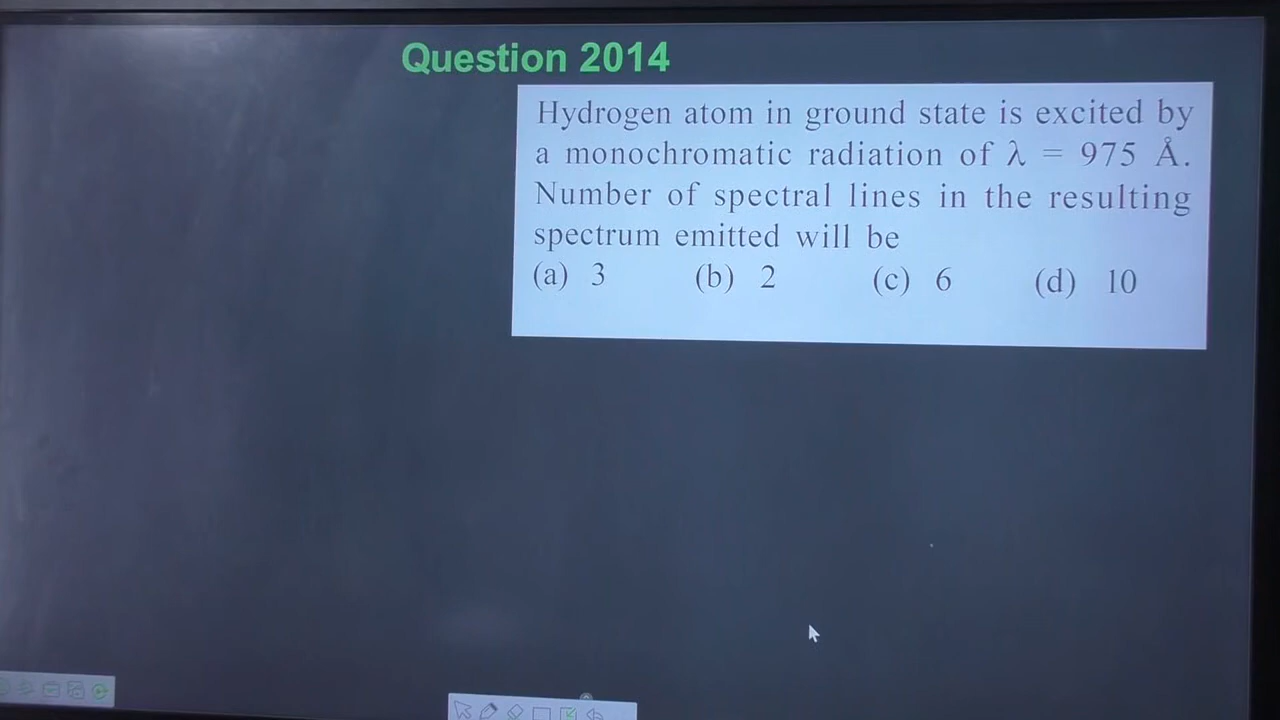 Question 2014
Hydrogen atom in ground state is excited by
a monochromatic radiation of λ = 975 Å.
Number of spectral lines in the resulting
spectrum emitted will be
(a) 3 (b) 2 (c) 6 (d) 10